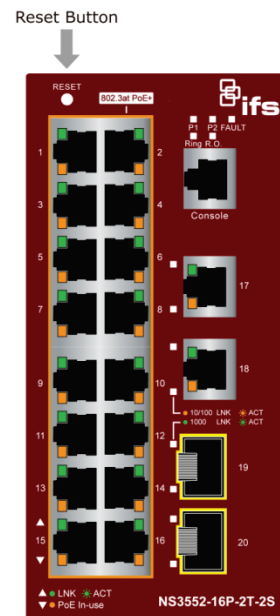 Reset Button
RESET
802.3at PoE+
ifs
P1 P2 FAULT
Ring R.O.
Console
1 2
3 4
5 6
7 8
9 10
11 12
13 14
15 16
17
18
10/100 LNK ACT
1000 LNK ACT
19
20
LNK ACT
PoE In-use
NS3552-16P-2T-2S